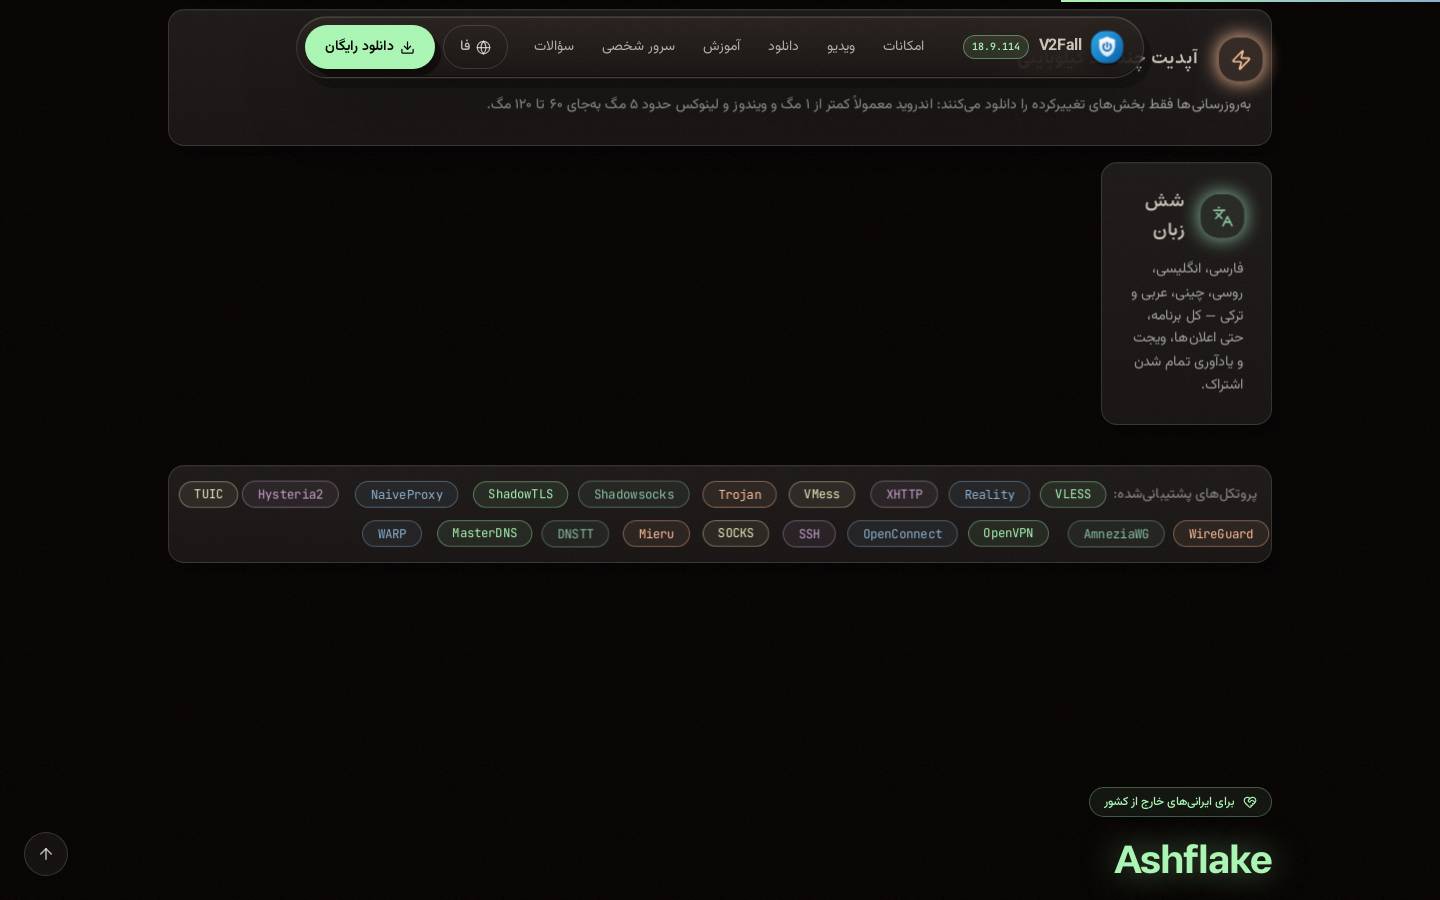 V2Fall
18.9.114
امکانات
ویدیو
دانلود
آموزش
سرور شخصی
سؤالات
فا
دانلود رایگان
آپدیت
به‌روزرسانی‌ها فقط بخش‌های تغییرکرده را دانلود می‌کنند: اندروید معمولاً کمتر از ۱ مگ و ویندوز و لینوکس حدود ۵ مگ به‌جای ۶۰ تا ۱۲۰ مگ.
شش
زبان
فارسی، انگلیسی،
روسی، چینی، عربی و
ترکی — کل برنامه،
حتی اعلان‌ها، ویجت
و یادآوری تمام شدن
اشتراک.
پروتکل‌های پشتیبانی‌شده: VLESS Reality XHTTP VMess Trojan Shadowsocks ShadowTLS NaiveProxy Hysteria2 TUIC
WireGuard AmneziaWG OpenVPN OpenConnect SSH SOCKS Mieru DNSTT MasterDNS WARP
برای ایرانی‌های خارج از کشور
Ashflake